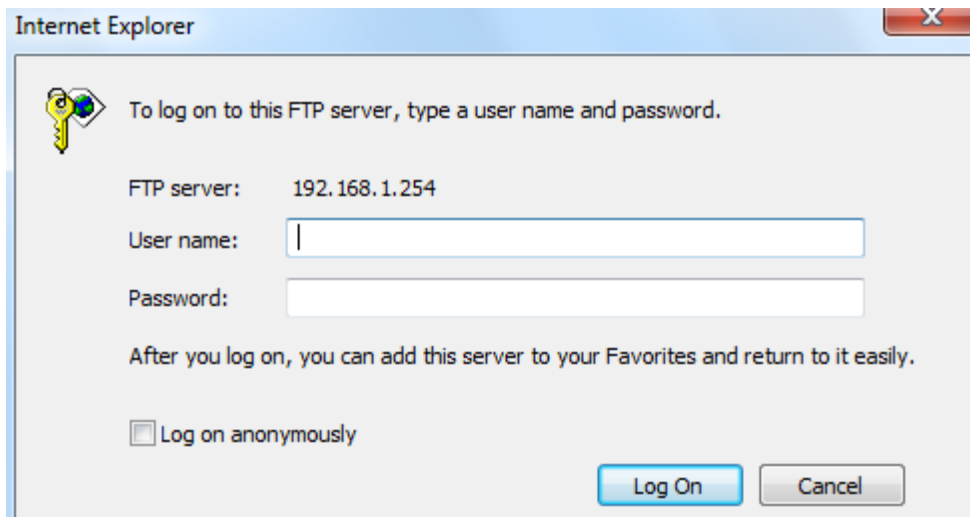 Internet Explorer
To log on to this FTP server, type a user name and password.
FTP server: 192.168.1.254
User name:
Password:
After you log on, you can add this server to your Favorites and return to it easily.
Log on anonymously
Log On Cancel